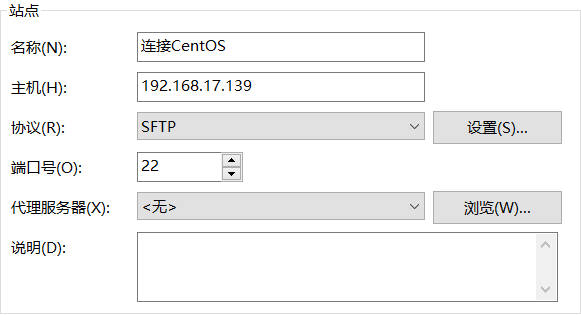 站点
名称(N): 连接CentOS
主机(H): 192.168.17.139
协议(R): SFTP 设置(S)...
端口号(O): 22
代理服务器(X): <无> 浏览(W)...
说明(D):